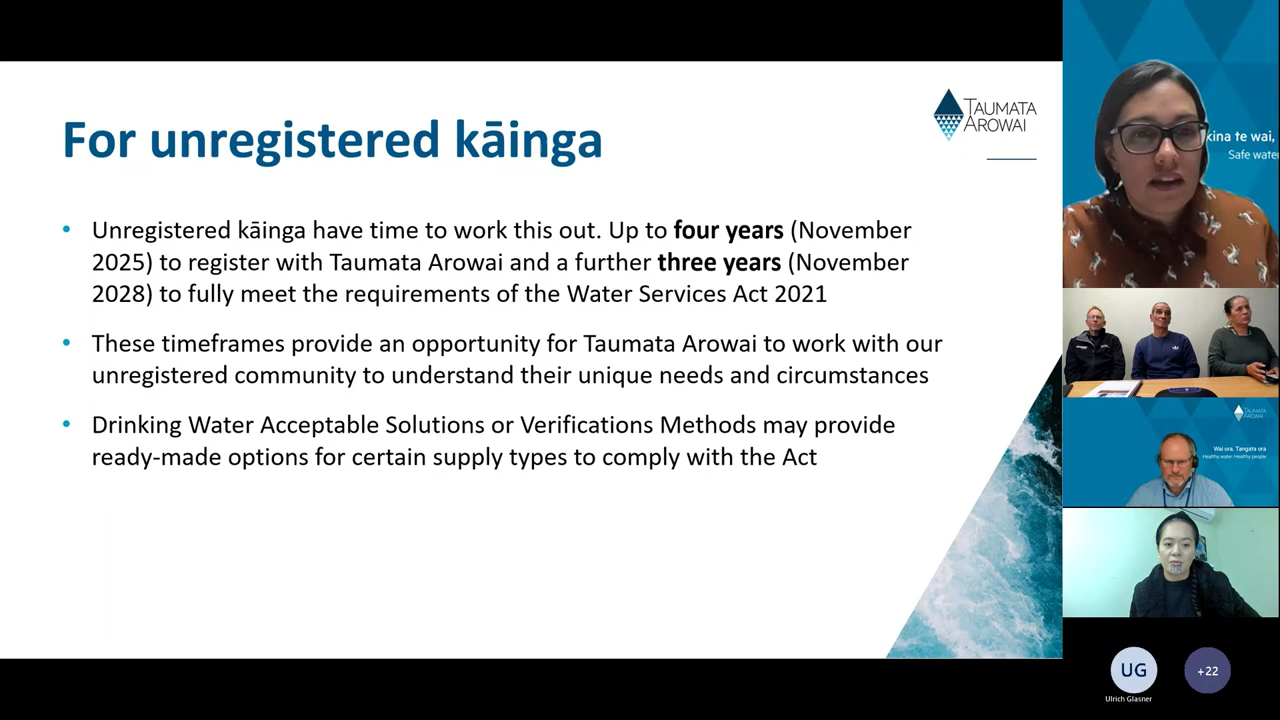 For unregistered kāinga
TAUMATA
AROWAI
• Unregistered kāinga have time to work this out. Up to four years (November
2025) to register with Taumata Arowai and a further three years (November
2028) to fully meet the requirements of the Water Services Act 2021
• These timeframes provide an opportunity for Taumata Arowai to work with our
unregistered community to understand their unique needs and circumstances
• Drinking Water Acceptable Solutions or Verifications Methods may provide
ready-made options for certain supply types to comply with the Act
kina te wai,
Safe water
Wai ora. Tangata ora
Healthy water. Healthy people
UG
+22
Ulrich Glasner